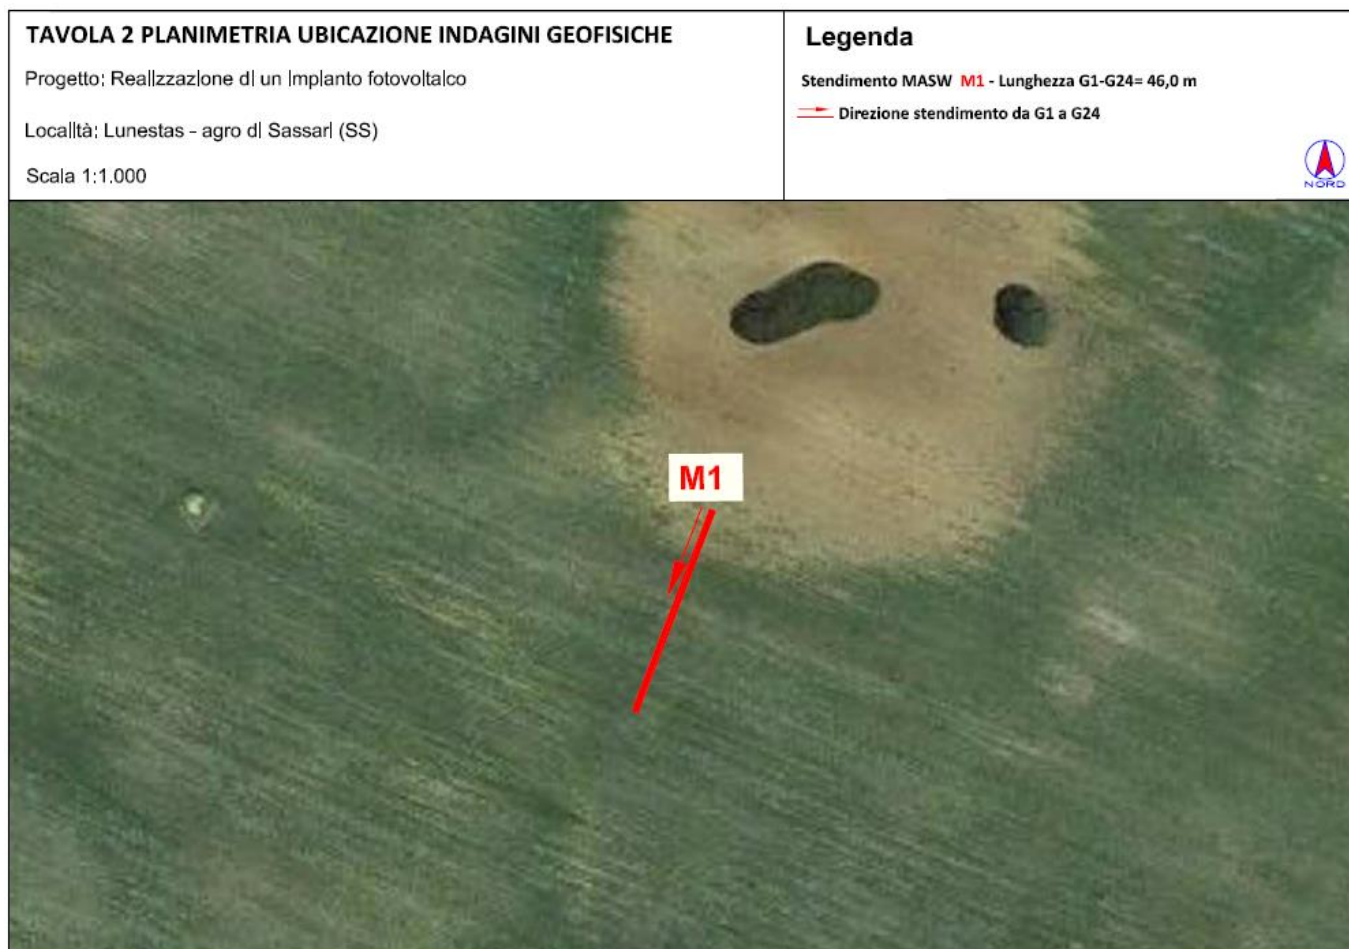 TAVOLA 2 PLANIMETRIA UBICAZIONE INDAGINI GEOFISICHE
Progetto: Realizzazione di un Impianto fotovoltaico
Località: Lunestas - agro di Sassari (SS)
Scala 1:1.000
Legenda
Stendimento MASW M1 - Lunghezza G1-G24= 46,0 m
Direzione stendimento da G1 a G24
NORD
M1